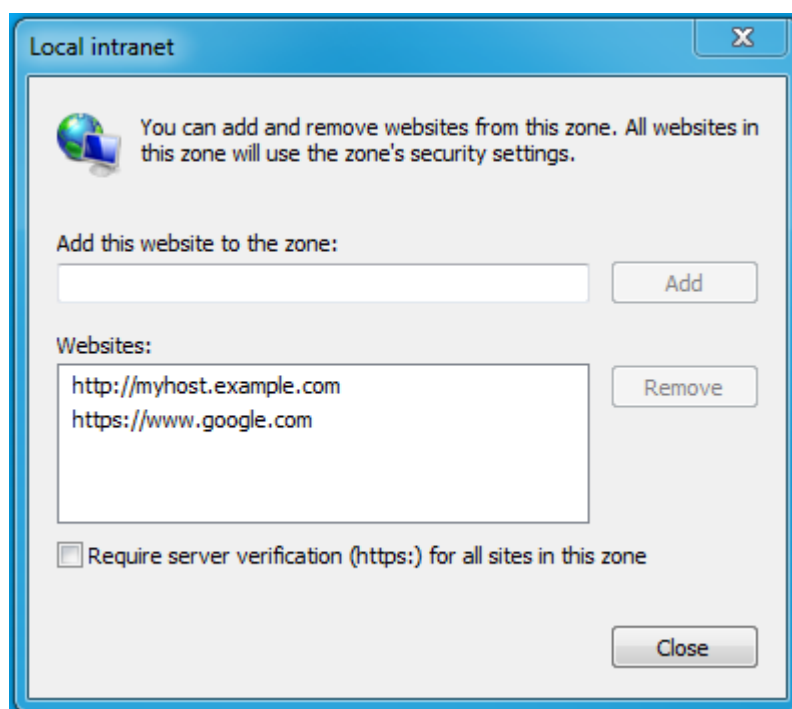 Local intranet
You can add and remove websites from this zone. All websites in
this zone will use the zone's security settings.
Add this website to the zone:
Add
Websites:
http://myhost.example.com
https://www.google.com
Remove
Require server verification (https:) for all sites in this zone
Close